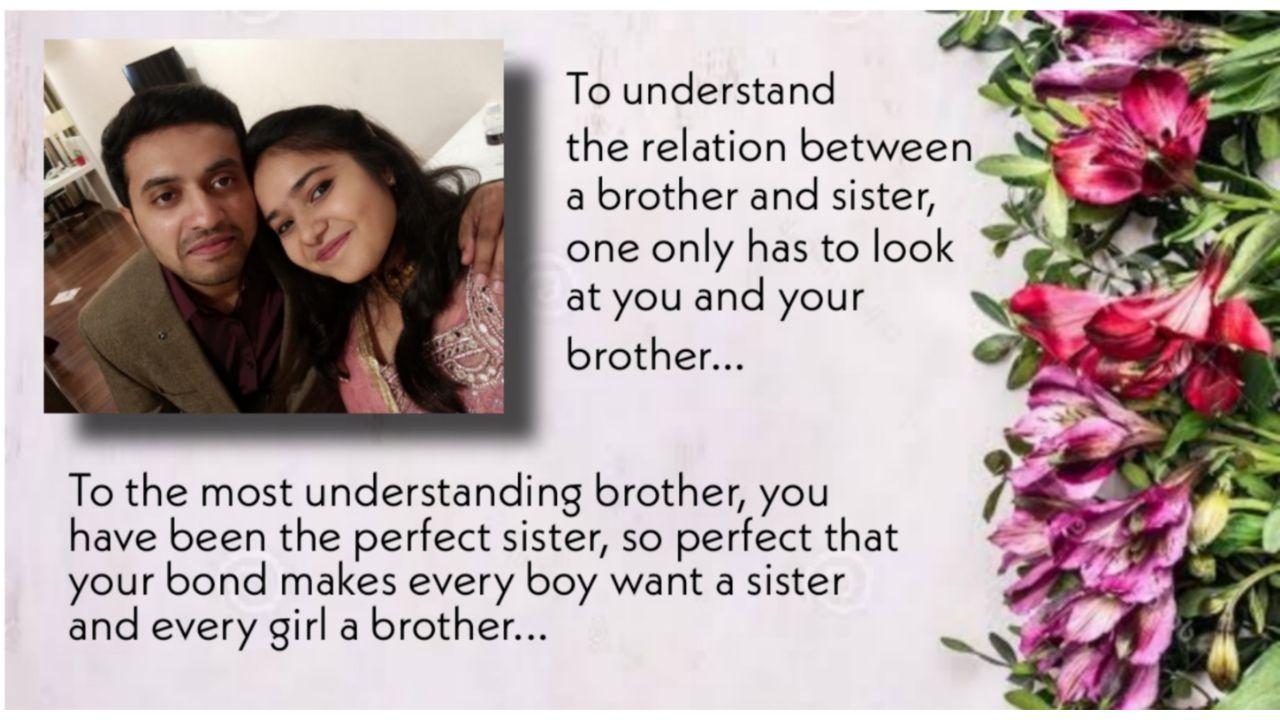 To understand
the relation between
a brother and sister,
one only has to look
at you and your
brother...
To the most understanding brother, you
have been the perfect sister, so perfect that
your bond makes every boy want a sister
and every girl a brother...